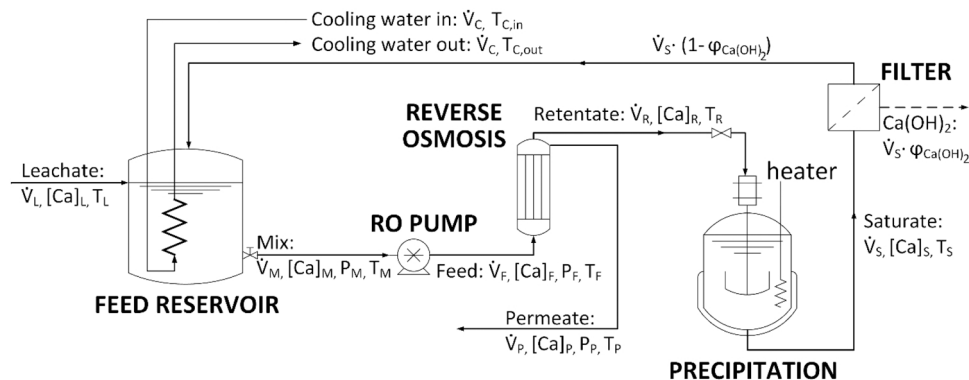 Cooling water in: V̇C, TC,in
Cooling water out: V̇C, TC,out
V̇S· (1- φCa(OH)2)
FILTER
Ca(OH)2:
V̇S· φCa(OH)2
REVERSE
OSMOSIS
Retentate: V̇R, [Ca]R, TR
Leachate:
V̇L, [Ca]L, TL
heater
RO PUMP
Saturate:
V̇S, [Ca]S, TS
Mix:
V̇M, [Ca]M, PM, TM
Feed: V̇F, [Ca]F, PF, TF
FEED RESERVOIR
Permeate:
V̇P, [Ca]P, PP, TP
PRECIPITATION